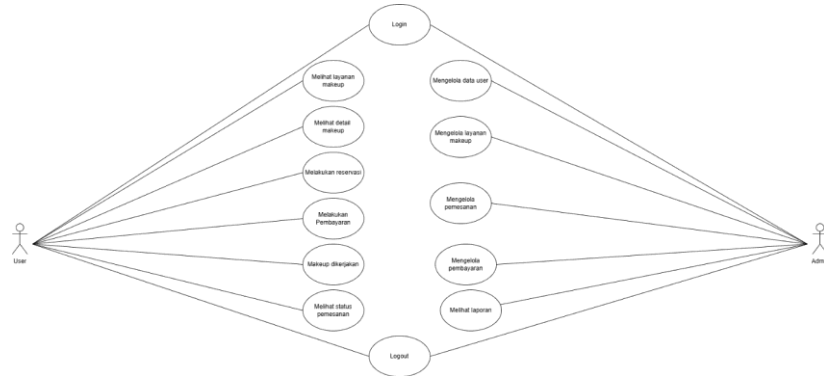 Login
Melihat layanan
makeup
Mengelola data user
Melihat detail
makeup
Mengelola layanan
makeup
Melakukan reservasi
Melakukan
Pembayaran
Mengelola
pemesanan
User
Makeup dikerjakan
Mengelola
pembayaran
Admi
Melihat status
pemesanan
Melihat laporan
Logout